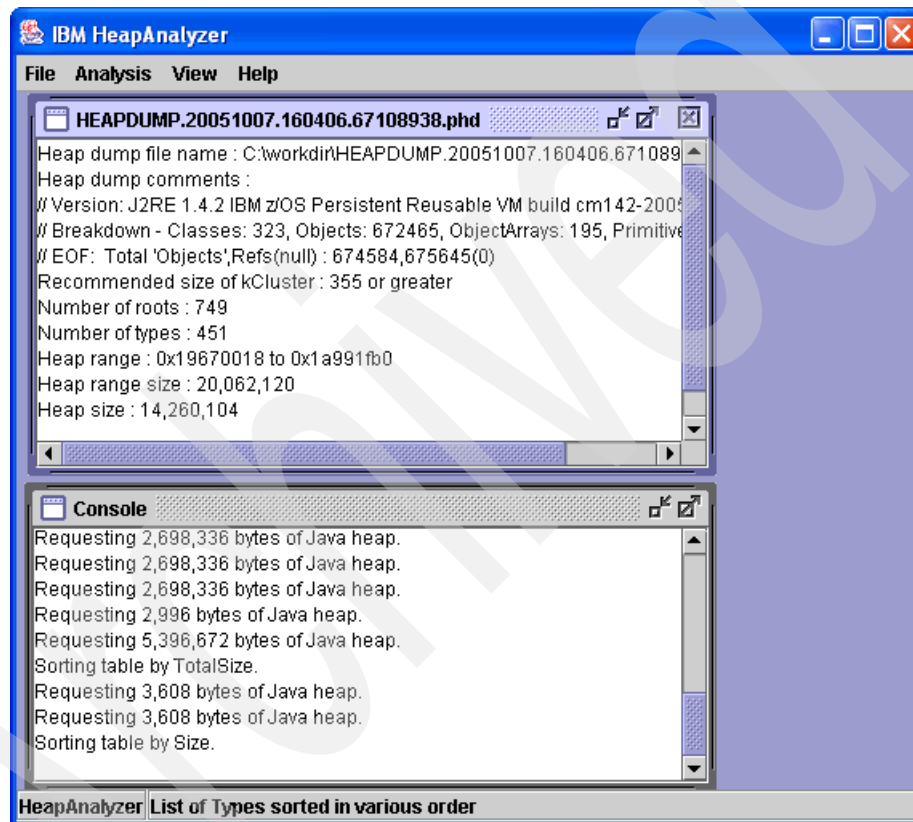 IBM HeapAnalyzer
File Analysis View Help
HEAPDUMP.20051007.160406.67108938.phd
Heap dump file name : C:\workdir\HEAPDUMP.20051007.160406.671089
Heap dump comments :
// Version: J2RE 1.4.2 IBM z/OS Persistent Reusable VM build cm142-2005
// Breakdown - Classes: 323, Objects: 672465, ObjectArrays: 195, Primitive
// EOF: Total 'Objects',Refs(null) : 674584,675645(0)
Recommended size of kCluster : 355 or greater
Number of roots : 749
Number of types : 451
Heap range : 0x19670018 to 0x1a991fb0
Heap range size : 20,062,120
Heap size : 14,260,104
Console
Requesting 2,698,336 bytes of Java heap.
Requesting 2,698,336 bytes of Java heap.
Requesting 2,698,336 bytes of Java heap.
Requesting 2,996 bytes of Java heap.
Requesting 5,396,672 bytes of Java heap.
Sorting table by TotalSize.
Requesting 3,608 bytes of Java heap.
Requesting 3,608 bytes of Java heap.
Sorting table by Size.
HeapAnalyzer List of Types sorted in various order